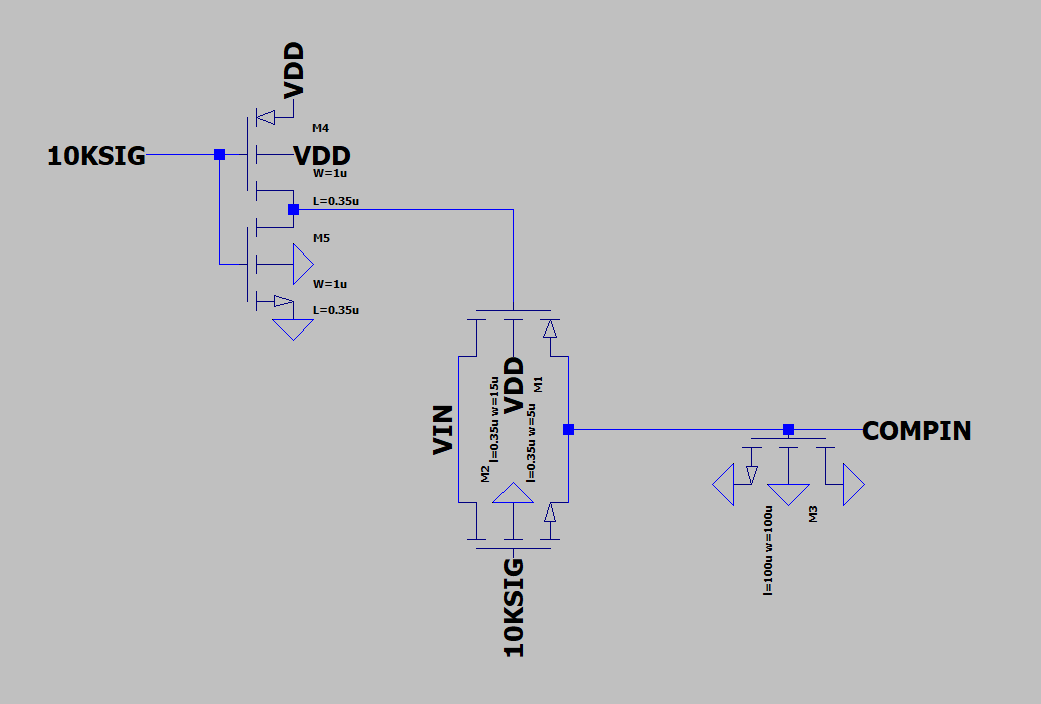 VDD
M4
10KSIG
VDD
W=1u
L=0.35u
M5
W=1u
L=0.35u
VIN
VDD
M1
l=0.35u w=15u
l=0.35u w=5u
M2
10KSIG
COMPIN
M3
l=100u w=100u